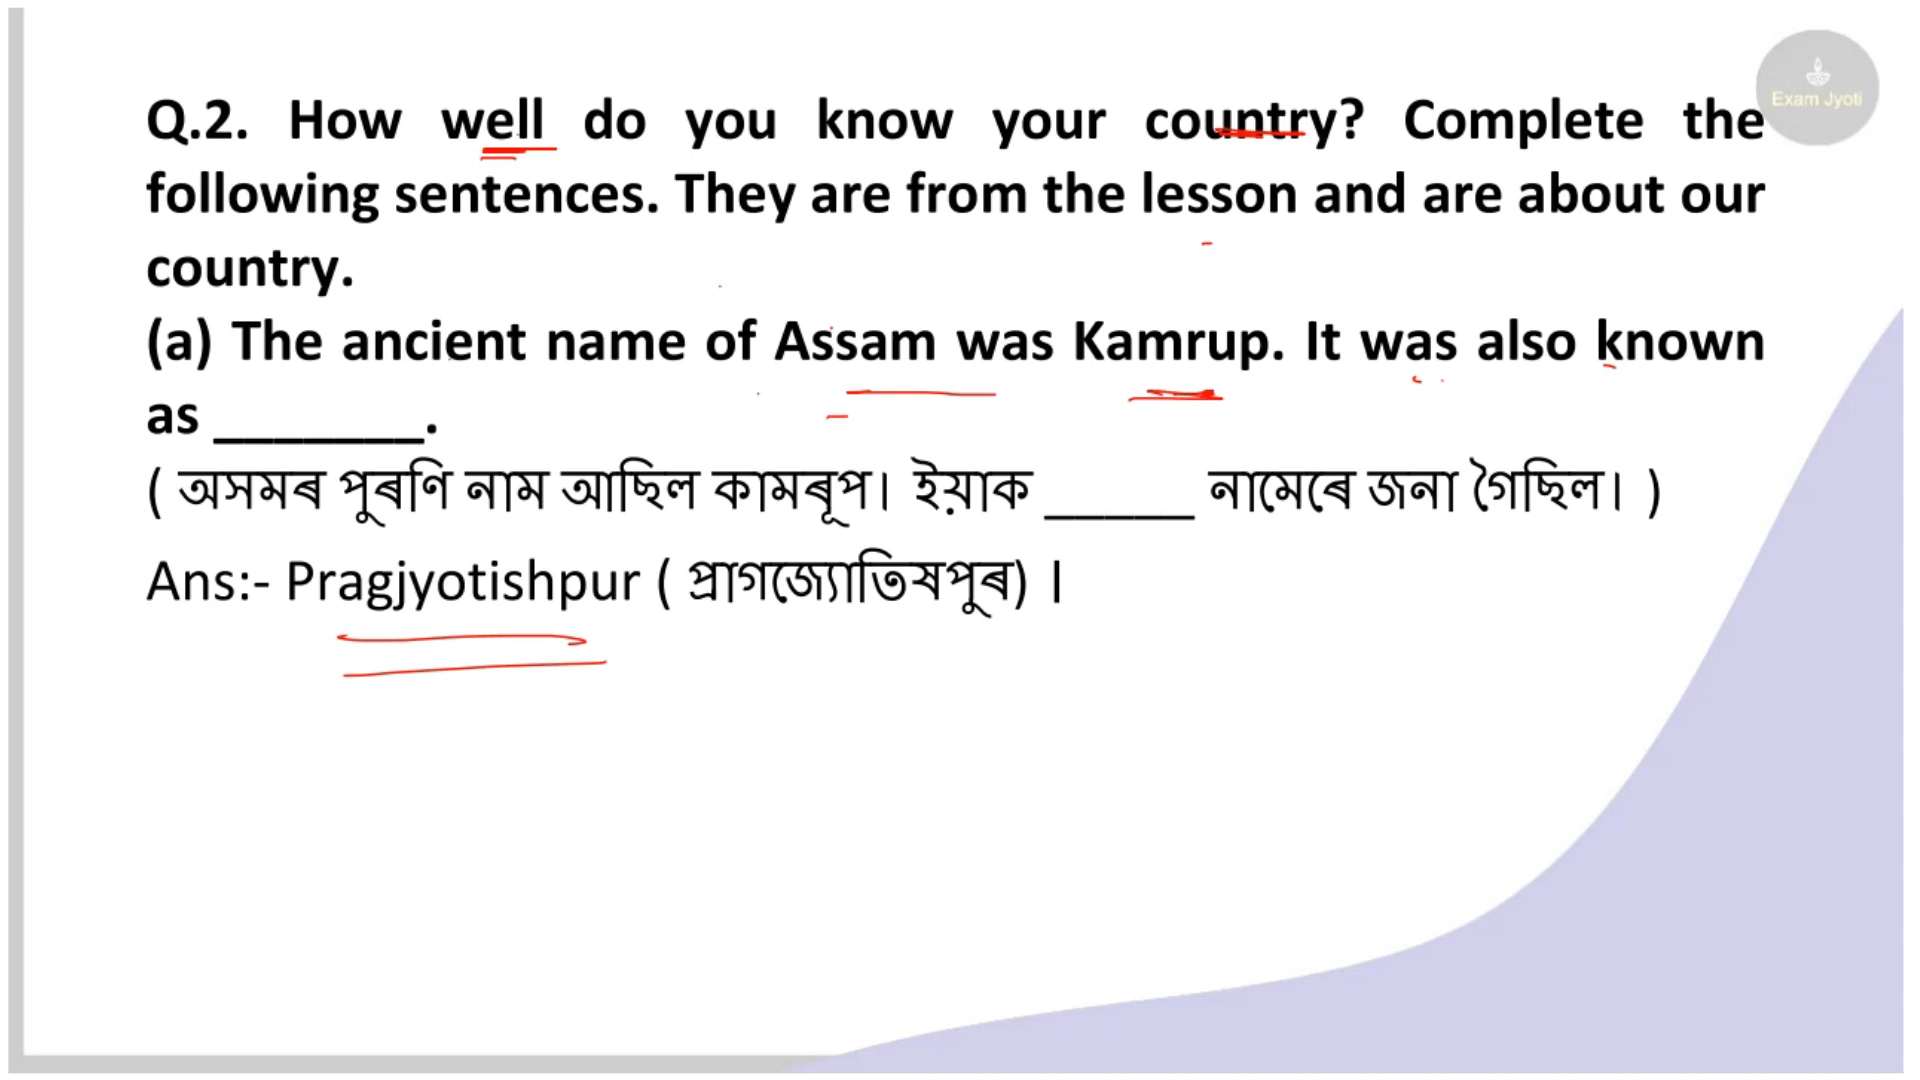 Exam Jyoti
Q.2. How well do you know your country? Complete the
following sentences. They are from the lesson and are about our
country.
(a) The ancient name of Assam was Kamrup. It was also known
as _______.
( অসমৰ পুৰণি নাম আছিল কামৰূপ। ইয়াক _____ নামেৰে জনা গৈছিল। )
Ans:- Pragjyotishpur ( প্ৰাগজ্যোতিষপুৰ) ।